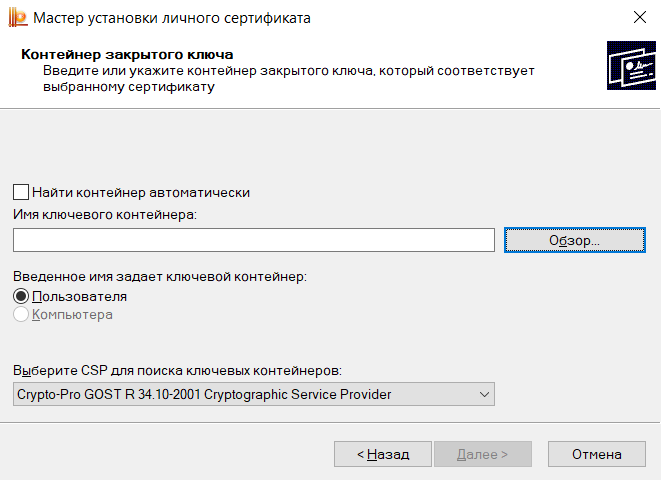 Мастер установки личного сертификата
Контейнер закрытого ключа
Введите или укажите контейнер закрытого ключа, который соответствует
выбранному сертификату
Найти контейнер автоматически
Имя ключевого контейнера:
Обзор...
Введенное имя задает ключевой контейнер:
Пользователя
Компьютера
Выберите CSP для поиска ключевых контейнеров:
Crypto-Pro GOST R 34.10-2001 Cryptographic Service Provider
< Назад
Далее >
Отмена